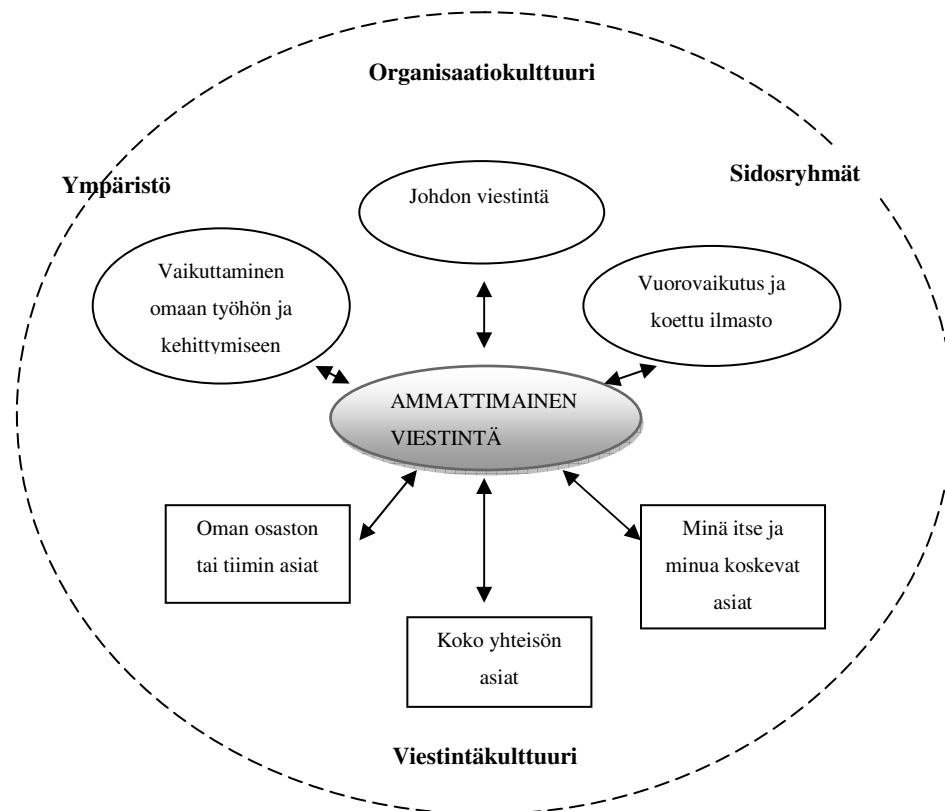 Organisaatiokulttuuri
Ympäristö
Sidosryhmät
Johdon viestintä
Vaikuttaminen
omaan työhön ja
kehittymiseen
Vuorovaikutus ja
koettu ilmasto
AMMATTIMAINEN
VIESTINTÄ
Oman osaston
tai tiimin asiat
Koko yhteisön
asiat
Minä itse ja
minua koskevat
asiat
Viestintäkulttuuri